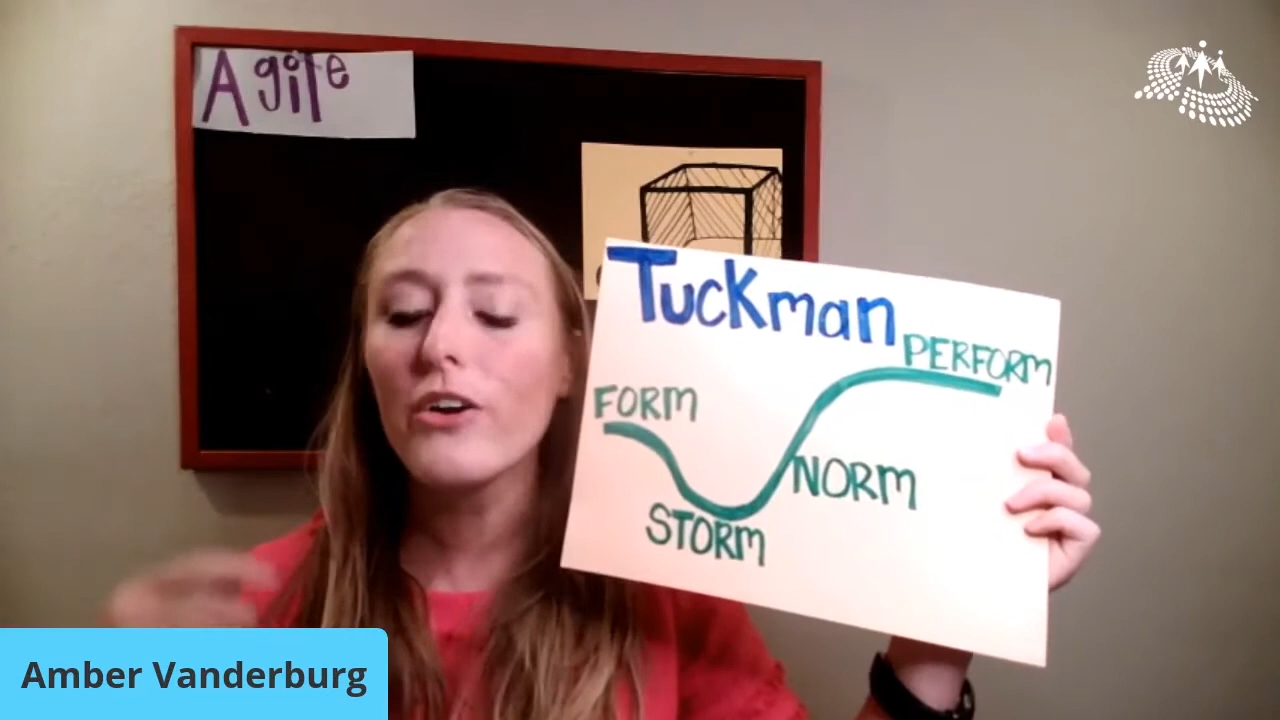 Agile
Tuckman
PERFORM
FORM
NORM
STORM
Amber Vanderburg